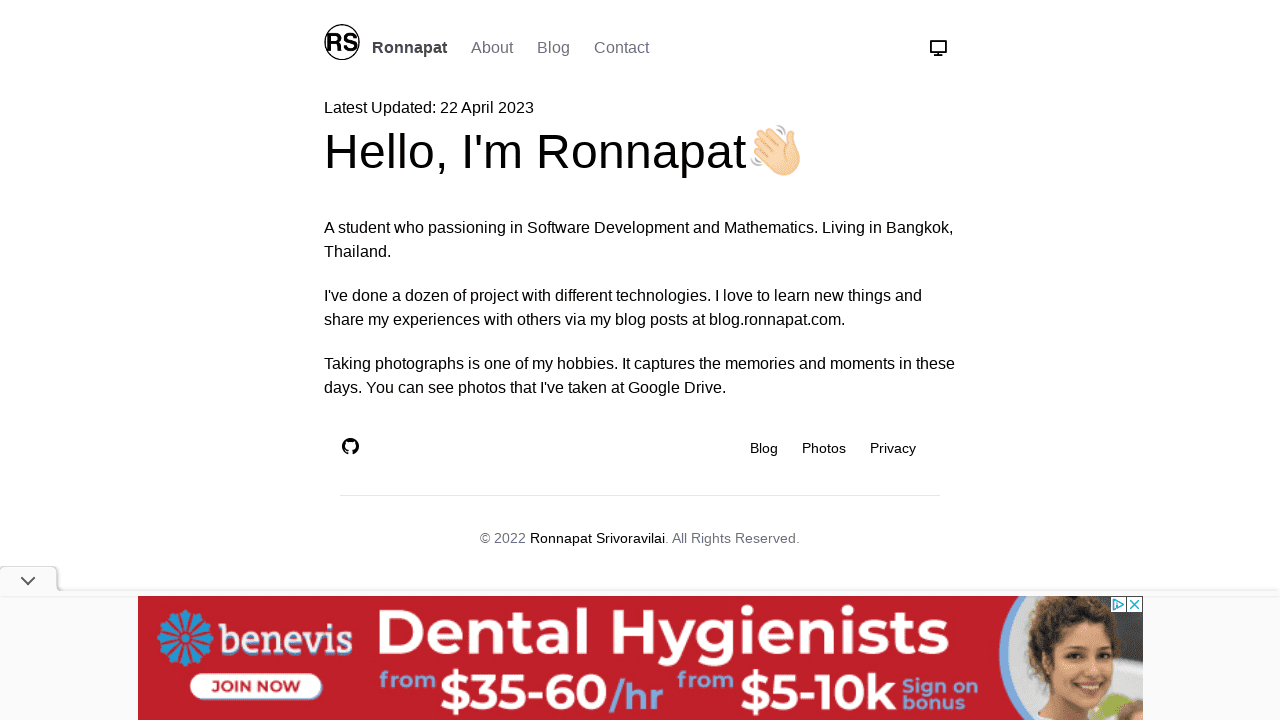 RS
Ronnapat About Blog Contact
Latest Updated: 22 April 2023
Hello, I'm Ronnapat👋🏻
A student who passioning in Software Development and Mathematics. Living in Bangkok,
Thailand.
I've done a dozen of project with different technologies. I love to learn new things and
share my experiences with others via my blog posts at blog.ronnapat.com.
Taking photographs is one of my hobbies. It captures the memories and moments in these
days. You can see photos that I've taken at Google Drive.
Blog Photos Privacy
© 2022 Ronnapat Srivoravilai. All Rights Reserved.
benevis
JOIN NOW
Dental Hygienists
from $35-60/hr from $5-10k Sign on
bonus